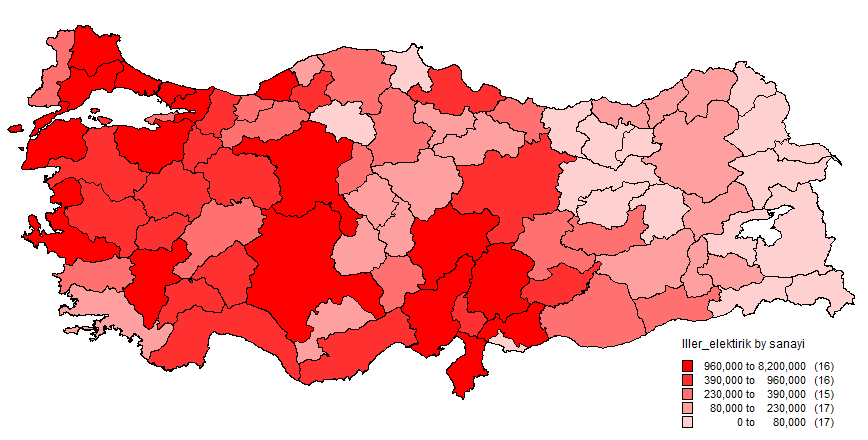 Iller_elektirik by sanayi
960,000 to 8,200,000 (16)
390,000 to 960,000 (16)
230,000 to 390,000 (15)
80,000 to 230,000 (17)
0 to 80,000 (17)